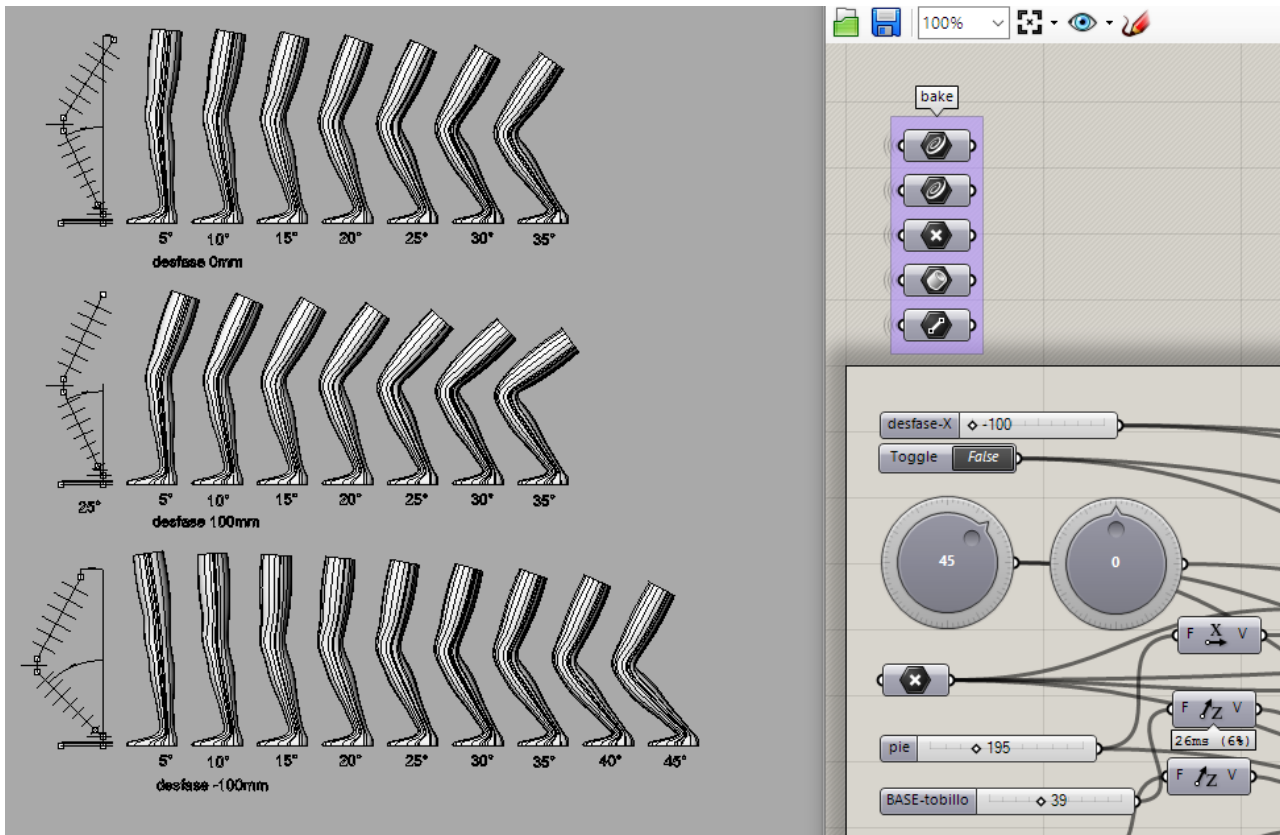 5° 10° 15° 20° 25° 30° 35°
desfase 0mm
25° 5° 10° 15° 20° 25° 30° 35°
desfase 100mm
5° 10° 15° 20° 25° 30° 35° 40° 45°
desfase -100mm
100%
bake
desfase-X -100
Toggle False
45 0
F X V
F Z V
26ms (6%)
pie 195
F Z V
BASE-tobillo 39